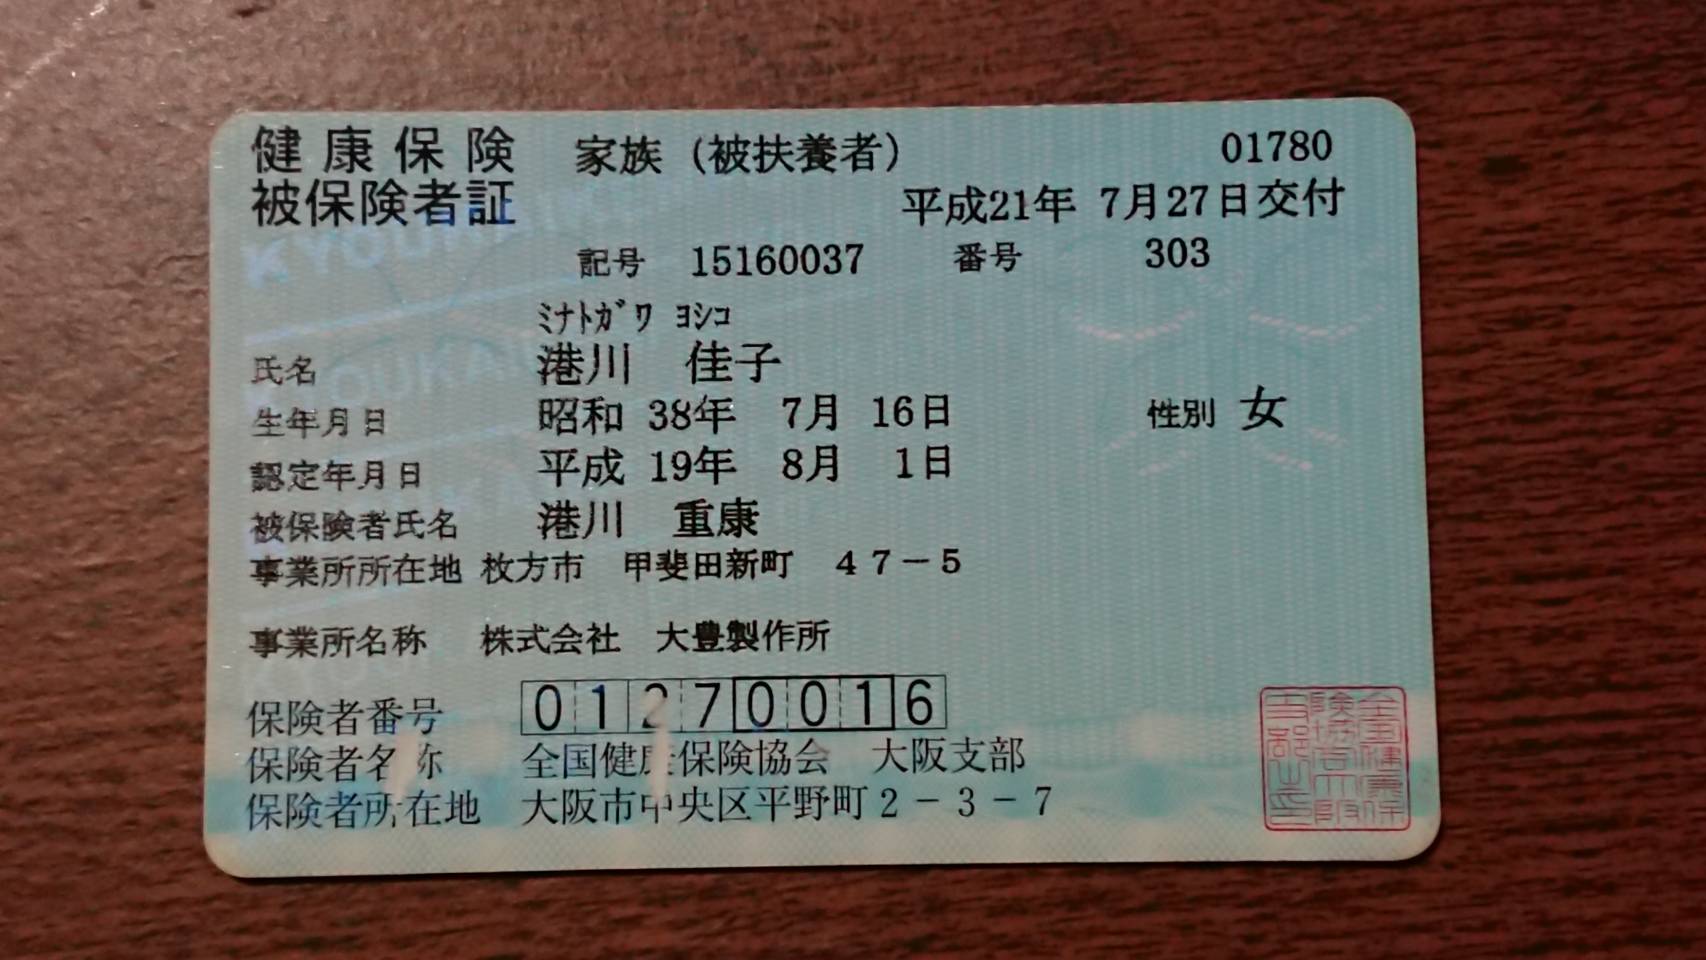 健康保険 家族（被扶養者） 01780
被保険者証 平成21年 7月27日交付
記号 15160037 番号 303
ﾐﾅﾄｶﾞﾜ ﾖｼｺ
氏名 港川 佳子
生年月日 昭和 38年 7月 16日 性別 女
認定年月日 平成 19年 8月 1日
被保険者氏名 港川 重康
事業所所在地 枚方市 甲斐田新町 ４７－５
事業所名称 株式会社 大豊製作所
保険者番号 01270016
保険者名称 全国健康保険協会 大阪支部
保険者所在地 大阪市中央区平野町２－３－７